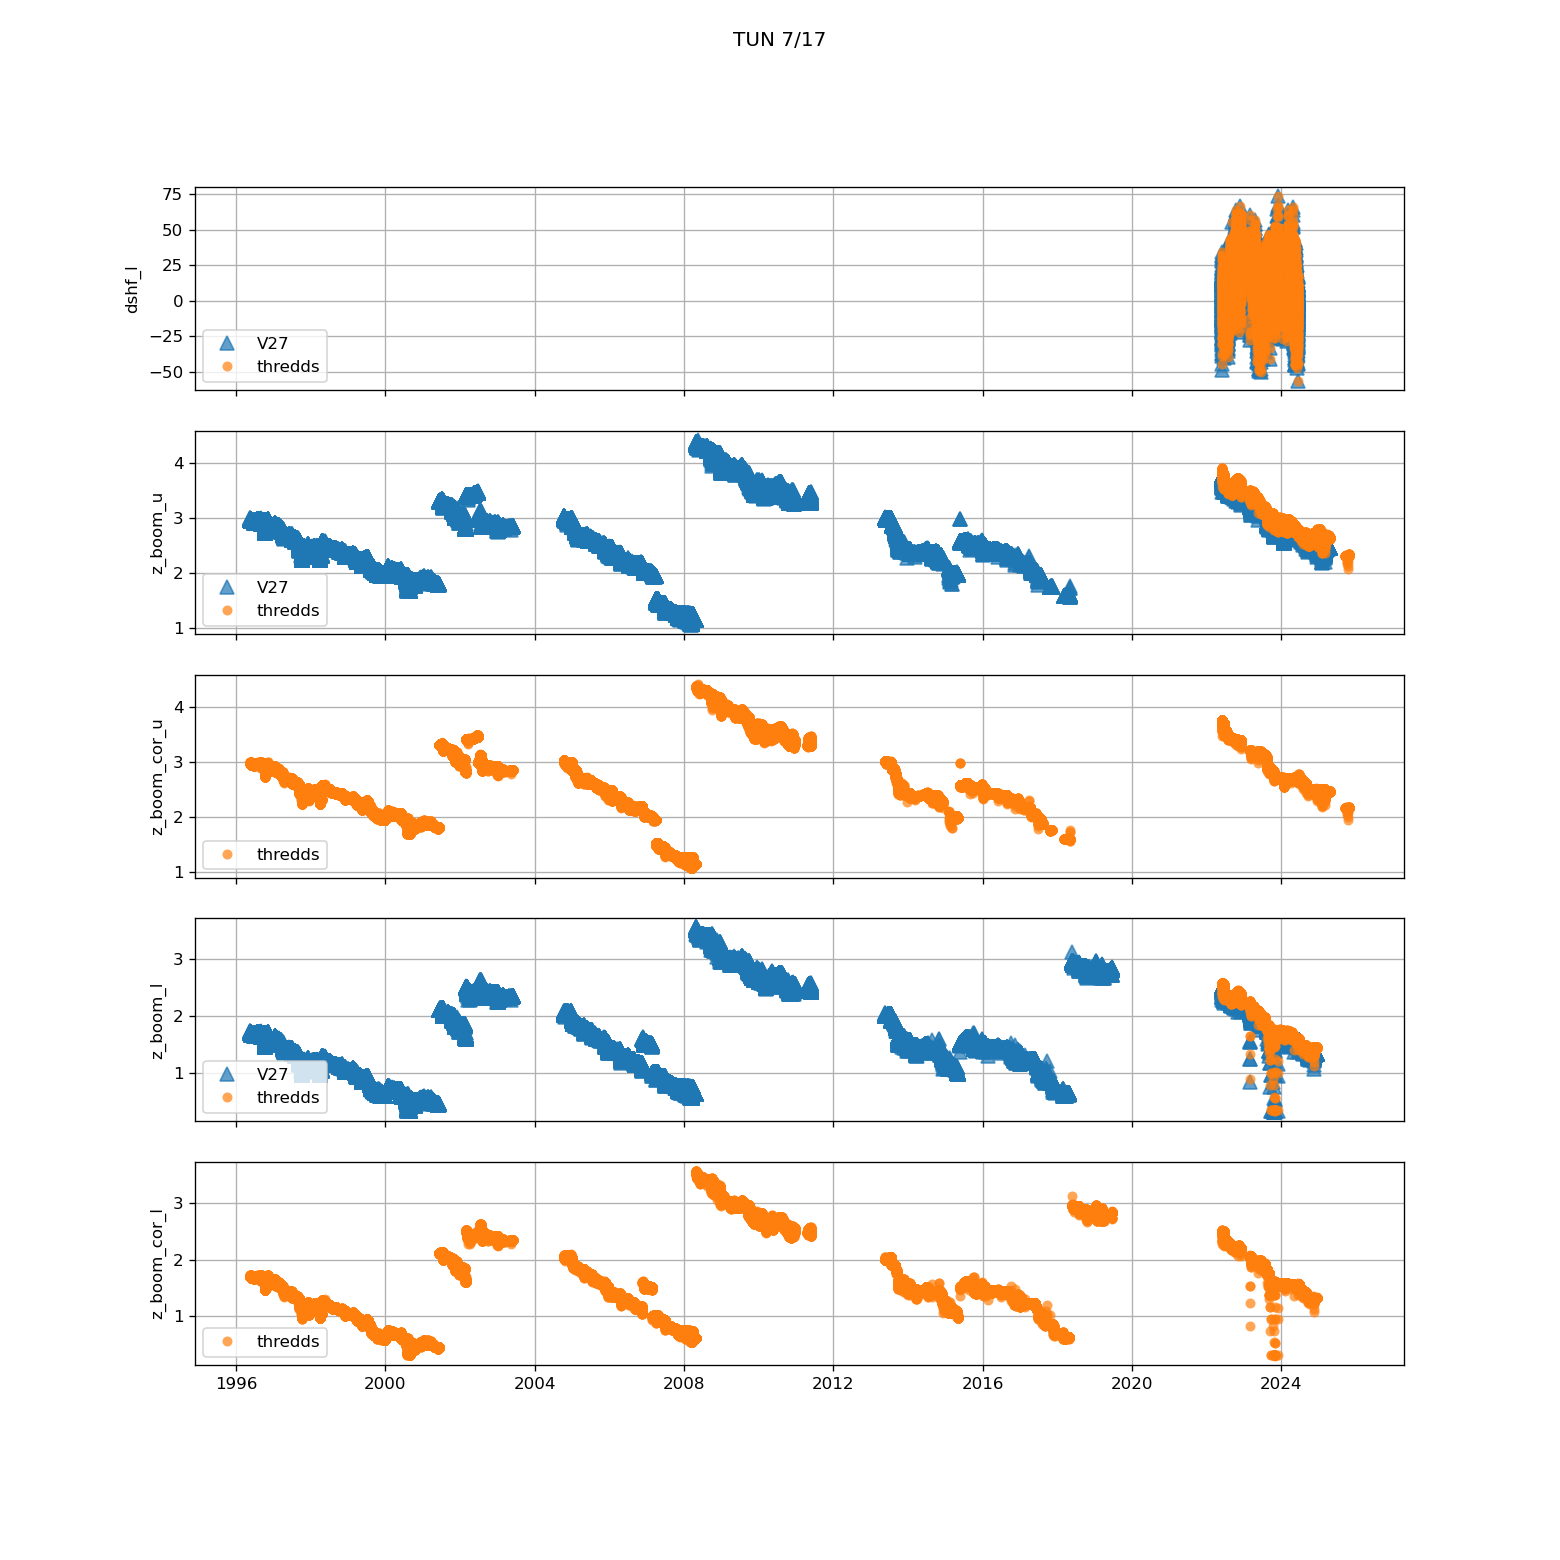 TUN 7/17
75
50
25
0
−25
−50
dshf_l
V27
thredds
4
3
2
1
z_boom_u
V27
thredds
4
3
2
1
z_boom_cor_u
thredds
3
2
1
z_boom_l
V27
thredds
3
2
1
z_boom_cor_l
thredds
1996 2000 2004 2008 2012 2016 2020 2024